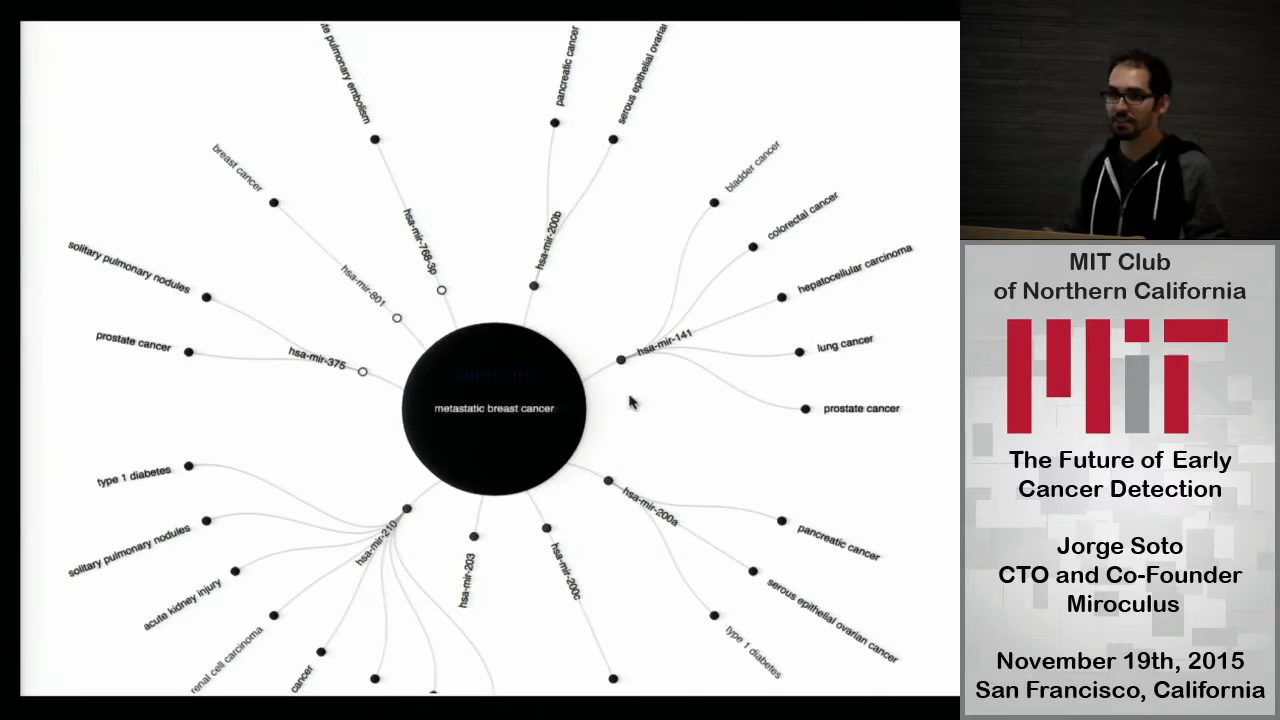 te pulmonary embolism
pancreatic cancer
serous epithelial ovarian
breast cancer
bladder cancer
hsa-mir-768-3p
hsa-mir-200b
colorectal cancer
solitary pulmonary nodules
hsa-mir-801
hepatocellular carcinoma
prostate cancer
hsa-mir-375
hsa-mir-141
lung cancer
metastatic breast cancer
prostate cancer
type 1 diabetes
hsa-mir-210
hsa-mir-200a
solitary pulmonary nodules
hsa-mir-203
hsa-mir-200c
pancreatic cancer
acute kidney injury
serous epithelial ovarian cancer
renal cell carcinoma
cancer
type 1 diabetes
MIT Club
of Northern California
MIT
The Future of Early
Cancer Detection
Jorge Soto
CTO and Co-Founder
Miroculus
November 19th, 2015
San Francisco, California